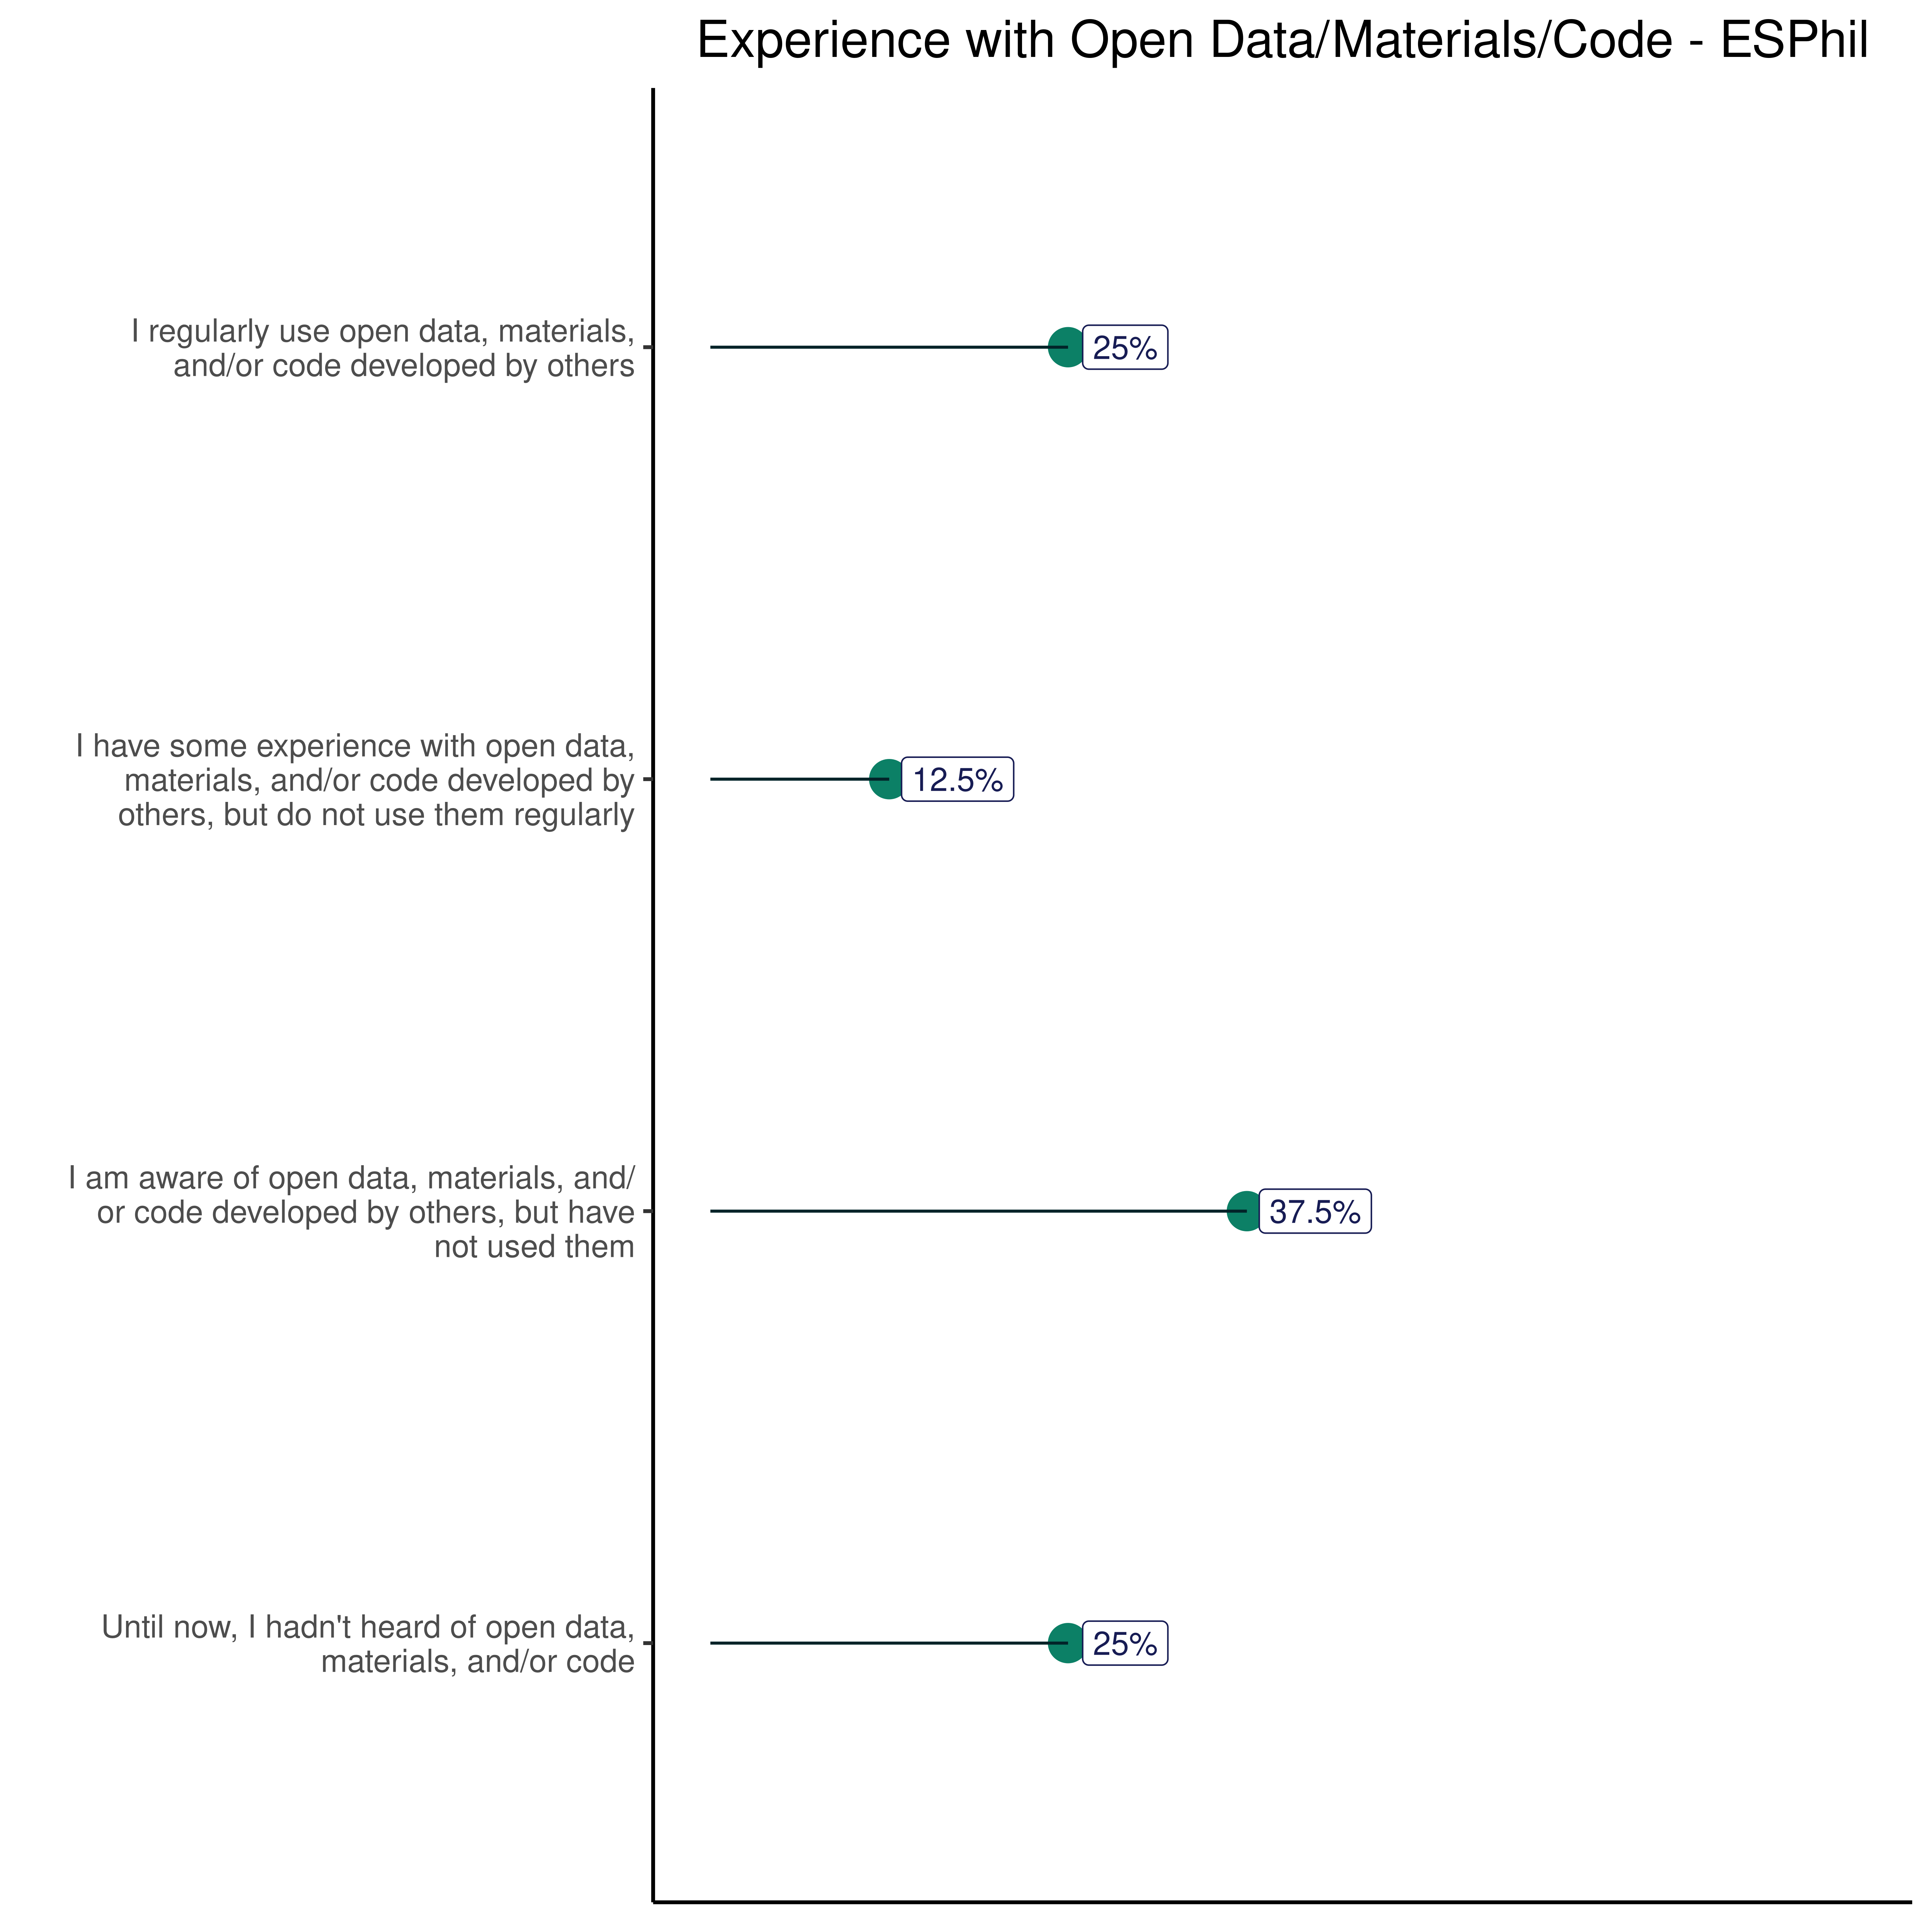 Experience with Open Data/Materials/Code - ESPhil
I regularly use open data, materials,
and/or code developed by others
25%
I have some experience with open data,
materials, and/or code developed by
others, but do not use them regularly
12.5%
I am aware of open data, materials, and/
or code developed by others, but have
not used them
37.5%
Until now, I hadn't heard of open data,
materials, and/or code
25%